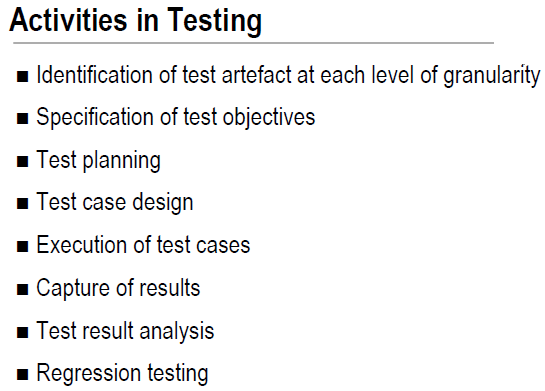 Activities in Testing
■ Identification of test artefact at each level of granularity
■ Specification of test objectives
■ Test planning
■ Test case design
■ Execution of test cases
■ Capture of results
■ Test result analysis
■ Regression testing